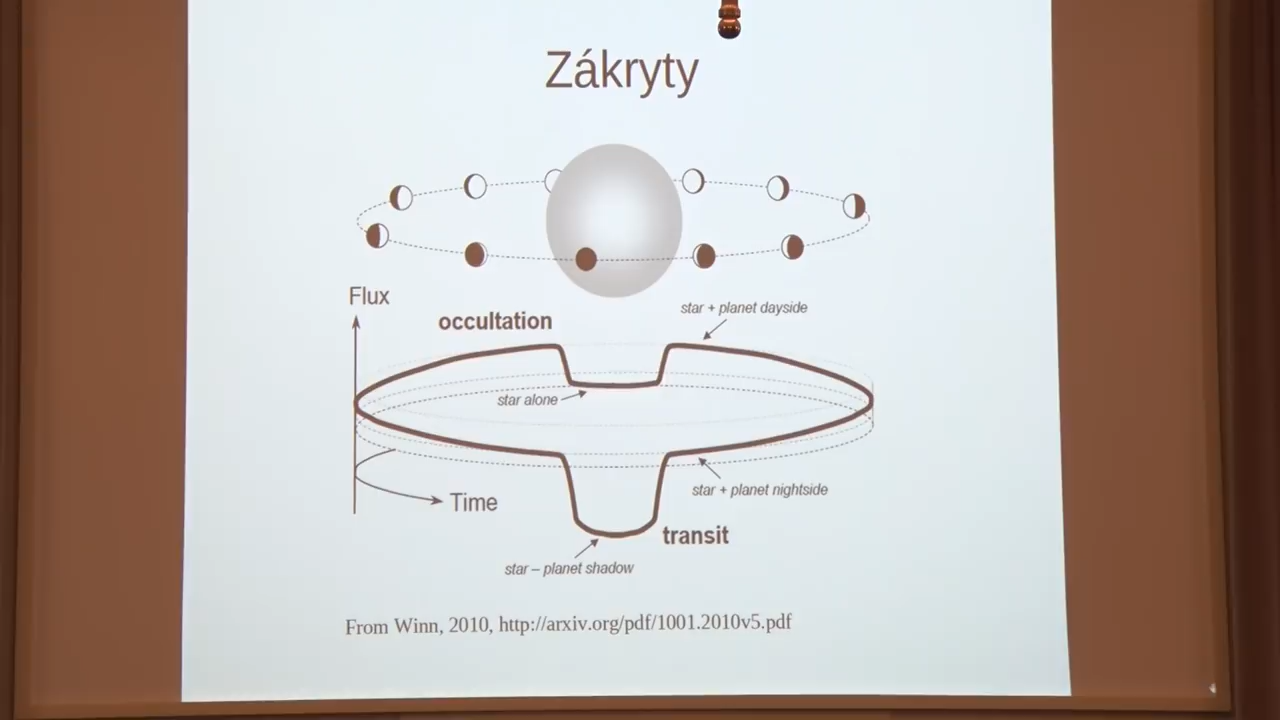 Zákryty
Flux
occultation
star + planet dayside
star alone
star + planet nightside
Time
transit
star – planet shadow
From Winn, 2010, http://arxiv.org/pdf/1001.2010v5.pdf